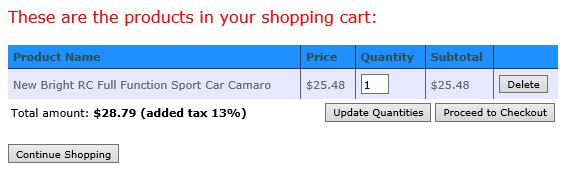 These are the products in your shopping cart:
Product Name Price Quantity Subtotal
New Bright RC Full Function Sport Car Camaro $25.48 1 $25.48 Delete
Total amount: $28.79 (added tax 13%) Update Quantities Proceed to Checkout
Continue Shopping